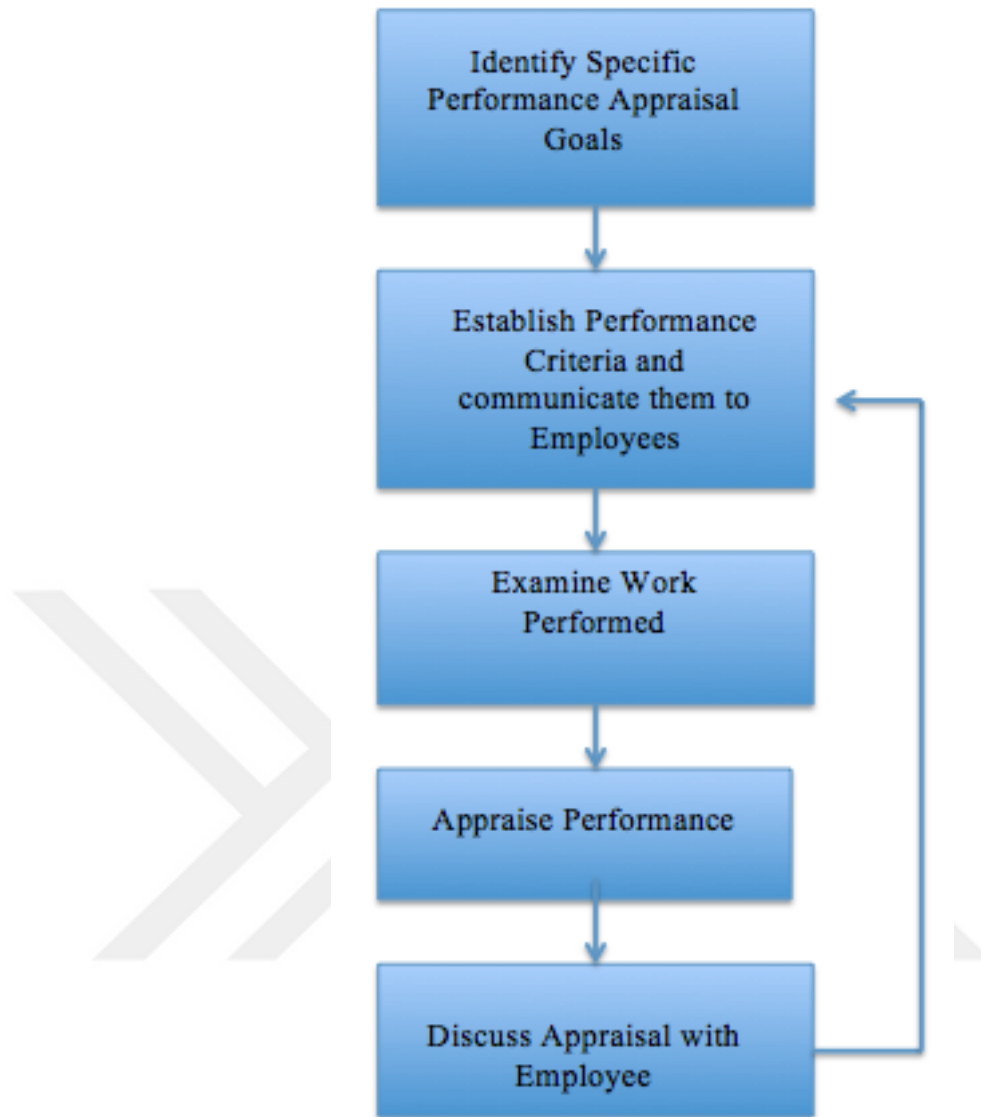 Identify Specific
Performance Appraisal
Goals
Establish Performance
Criteria and
communicate them to
Employees
Examine Work
Performed
Appraise Performance
Discuss Appraisal with
Employee